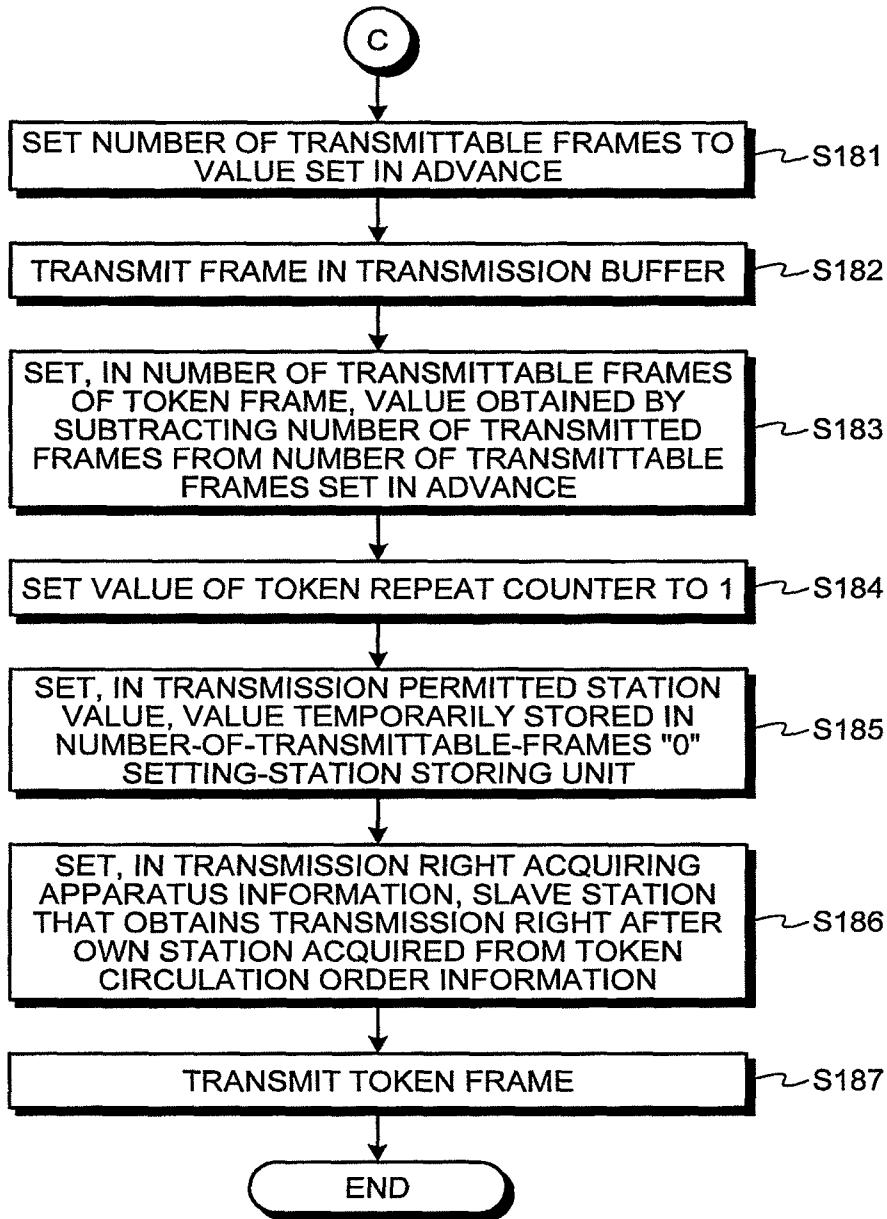 C
SET NUMBER OF TRANSMITTABLE FRAMES TO
VALUE SET IN ADVANCE
S181
TRANSMIT FRAME IN TRANSMISSION BUFFER
S182
SET, IN NUMBER OF TRANSMITTABLE FRAMES
OF TOKEN FRAME, VALUE OBTAINED BY
SUBTRACTING NUMBER OF TRANSMITTED
FRAMES FROM NUMBER OF TRANSMITTABLE
FRAMES SET IN ADVANCE
S183
SET VALUE OF TOKEN REPEAT COUNTER TO 1
S184
SET, IN TRANSMISSION PERMITTED STATION
VALUE, VALUE TEMPORARILY STORED IN
NUMBER-OF-TRANSMITTABLE-FRAMES "0"
SETTING-STATION STORING UNIT
S185
SET, IN TRANSMISSION RIGHT ACQUIRING
APPARATUS INFORMATION, SLAVE STATION
THAT OBTAINS TRANSMISSION RIGHT AFTER
OWN STATION ACQUIRED FROM TOKEN
CIRCULATION ORDER INFORMATION
S186
TRANSMIT TOKEN FRAME
S187
END